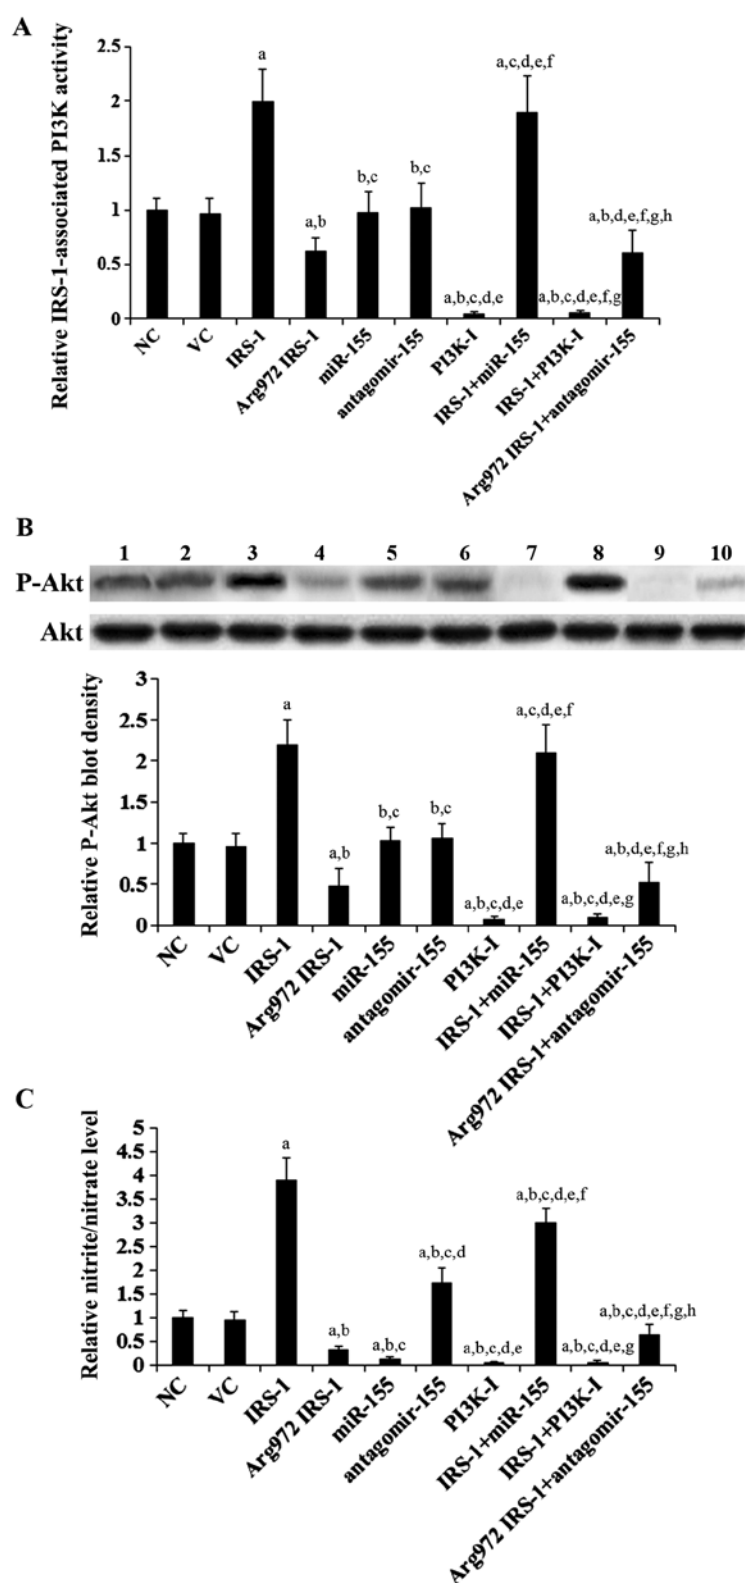 A
Relative IRS-1-associated PI3K activity
2.5
2
1.5
1
0.5
0
a
a,b
b,c
b,c
a,b,c,d,e
a,c,d,e,f
a,b,c,d,e,f,g
a,b,d,e,f,g,h
NC
VC
IRS-1
Arg972 IRS-1
miR-155
antagomir-155
PI3K-I
IRS-1+miR-155
IRS-1+PI3K-I
Arg972 IRS-1+antagomir-155
B
1 2 3 4 5 6 7 8 9 10
P-Akt
Akt
Relative P-Akt blot density
3
2.5
2
1.5
1
0.5
0
a
a,b
b,c
b,c
a,b,c,d,e
a,c,d,e,f
a,b,c,d,e,g
a,b,d,e,f,g,h
NC
VC
IRS-1
Arg972 IRS-1
miR-155
antagomir-155
PI3K-I
IRS-1+miR-155
IRS-1+PI3K-I
Arg972 IRS-1+antagomir-155
C
Relative nitrite/nitrate level
5
4.5
4
3.5
3
2.5
2
1.5
1
0.5
0
a
a,b
a,b,c
a,b,c,d
a,b,c,d,e
a,b,c,d,e,f
a,b,c,d,e,g
a,b,c,d,e,f,g,h
NC
VC
IRS-1
Arg972 IRS-1
miR-155
antagomir-155
PI3K-I
IRS-1+miR-155
IRS-1+PI3K-I
Arg972 IRS-1+antagomir-155